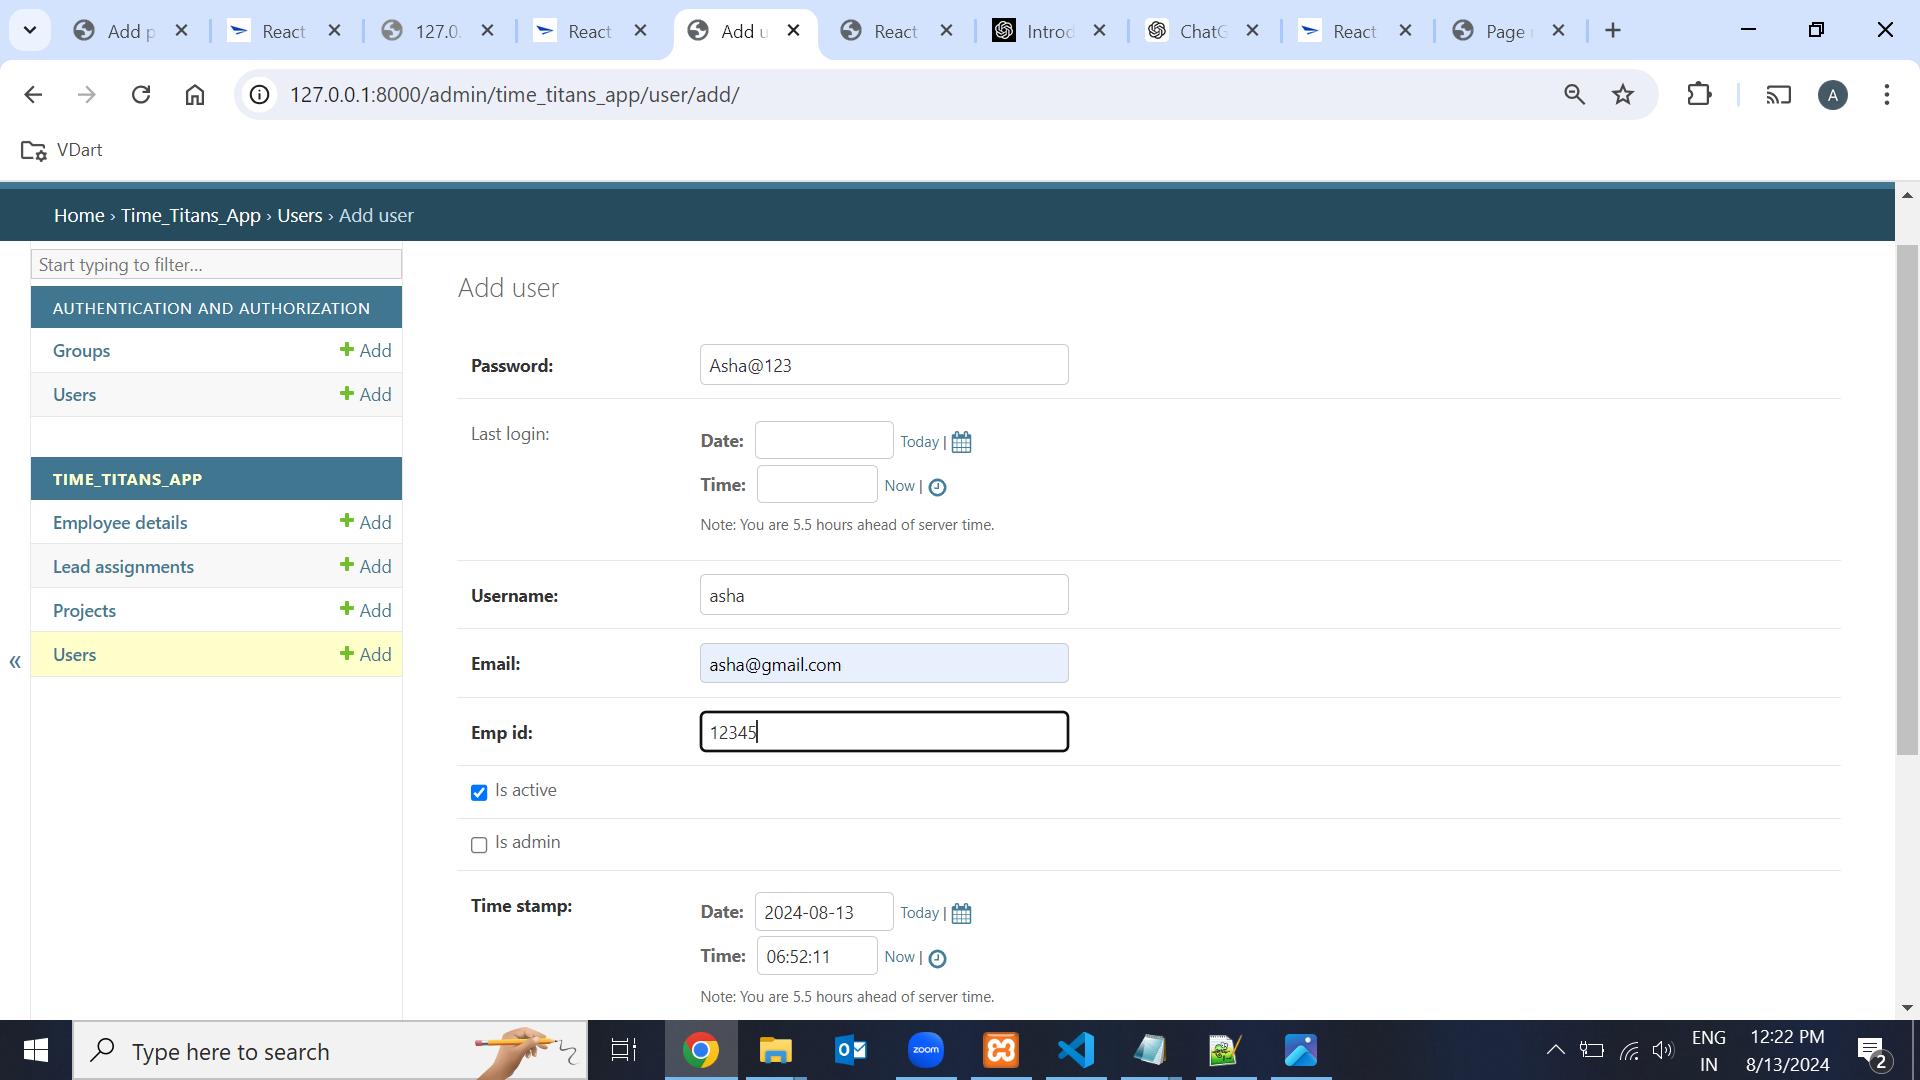 Add p
React
127.0.
React
Add u
React
Introd
ChatG
React
Page
127.0.0.1:8000/admin/time_titans_app/user/add/
A
VDart
Home › Time_Titans_App › Users › Add user
Start typing to filter...
AUTHENTICATION AND AUTHORIZATION
Groups Add
Users Add
TIME_TITANS_APP
Employee details Add
Lead assignments Add
Projects Add
Users Add
«
Add user
Password: Asha@123
Last login: Date: Today |
Time: Now |
Note: You are 5.5 hours ahead of server time.
Username: asha
Email: asha@gmail.com
Emp id: 12345
Is active
Is admin
Time stamp: Date: 2024-08-13 Today |
Time: 06:52:11 Now |
Note: You are 5.5 hours ahead of server time.
Type here to search
zoom
ENG
IN
12:22 PM
8/13/2024
2